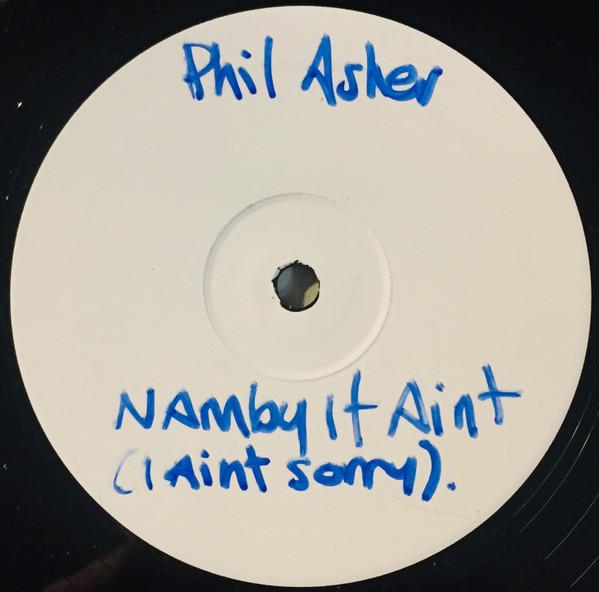 Phil Asher
NAmby It Aint
(I Aint sorry).